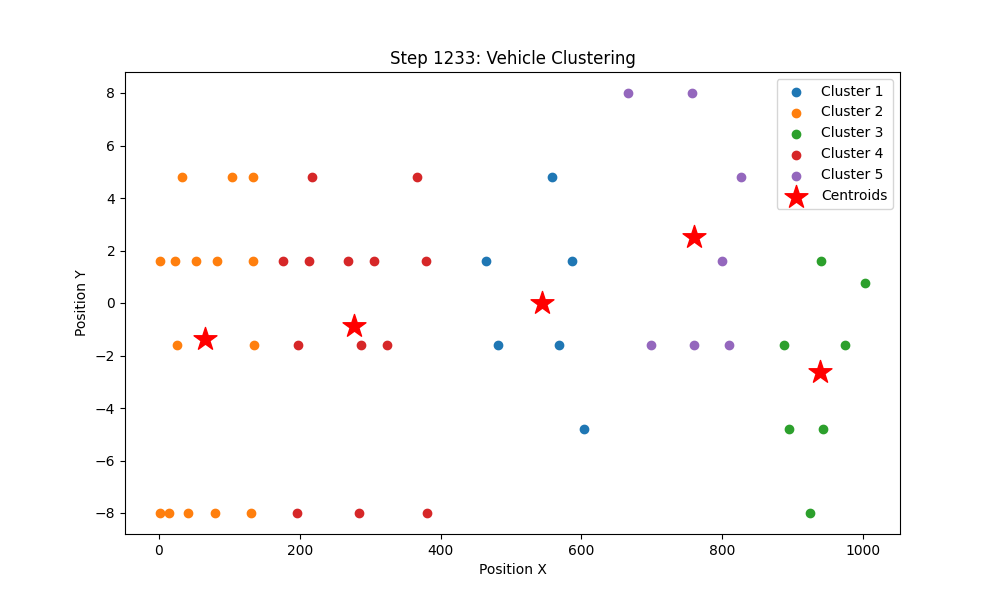 Step 1233: Vehicle Clustering
Cluster 1
Cluster 2
Cluster 3
Cluster 4
Cluster 5
Centroids
8
6
4
2
0
−2
−4
−6
−8
Position Y
0 200 400 600 800 1000
Position X